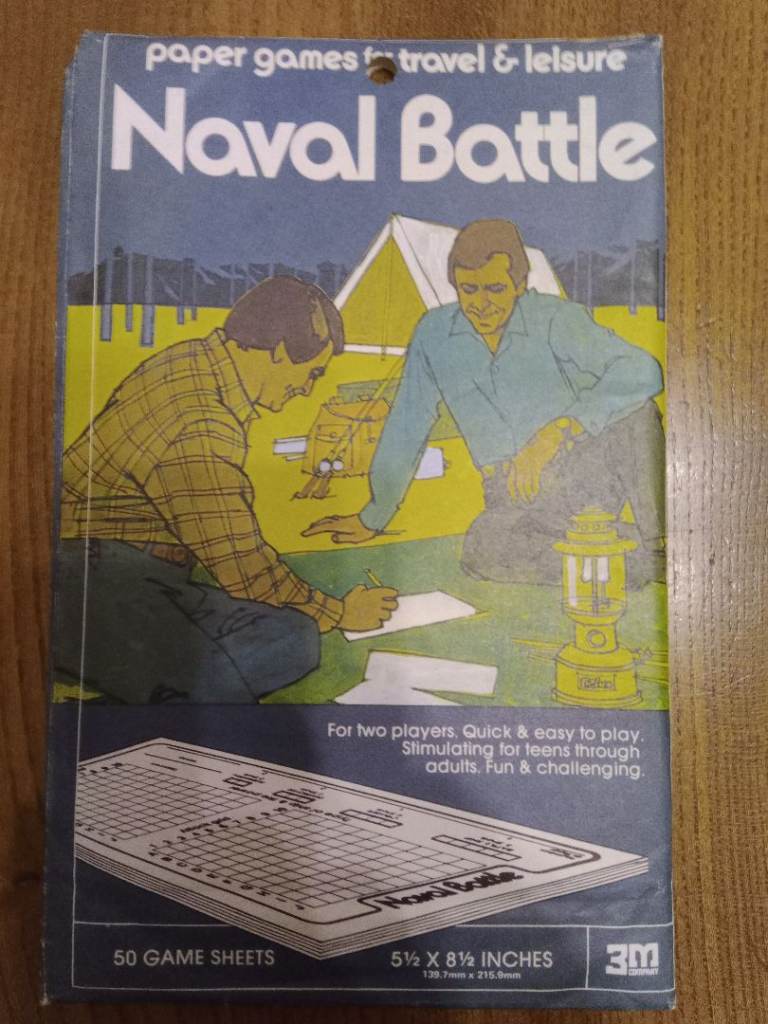 paper games for travel & leisure
Naval Battle
For two players. Quick & easy to play.
Stimulating for teens through
adults. Fun & challenging.
Naval Battle
50 GAME SHEETS
5½ X 8½ INCHES
139.7mm x 215.9mm
3M
COMPANY